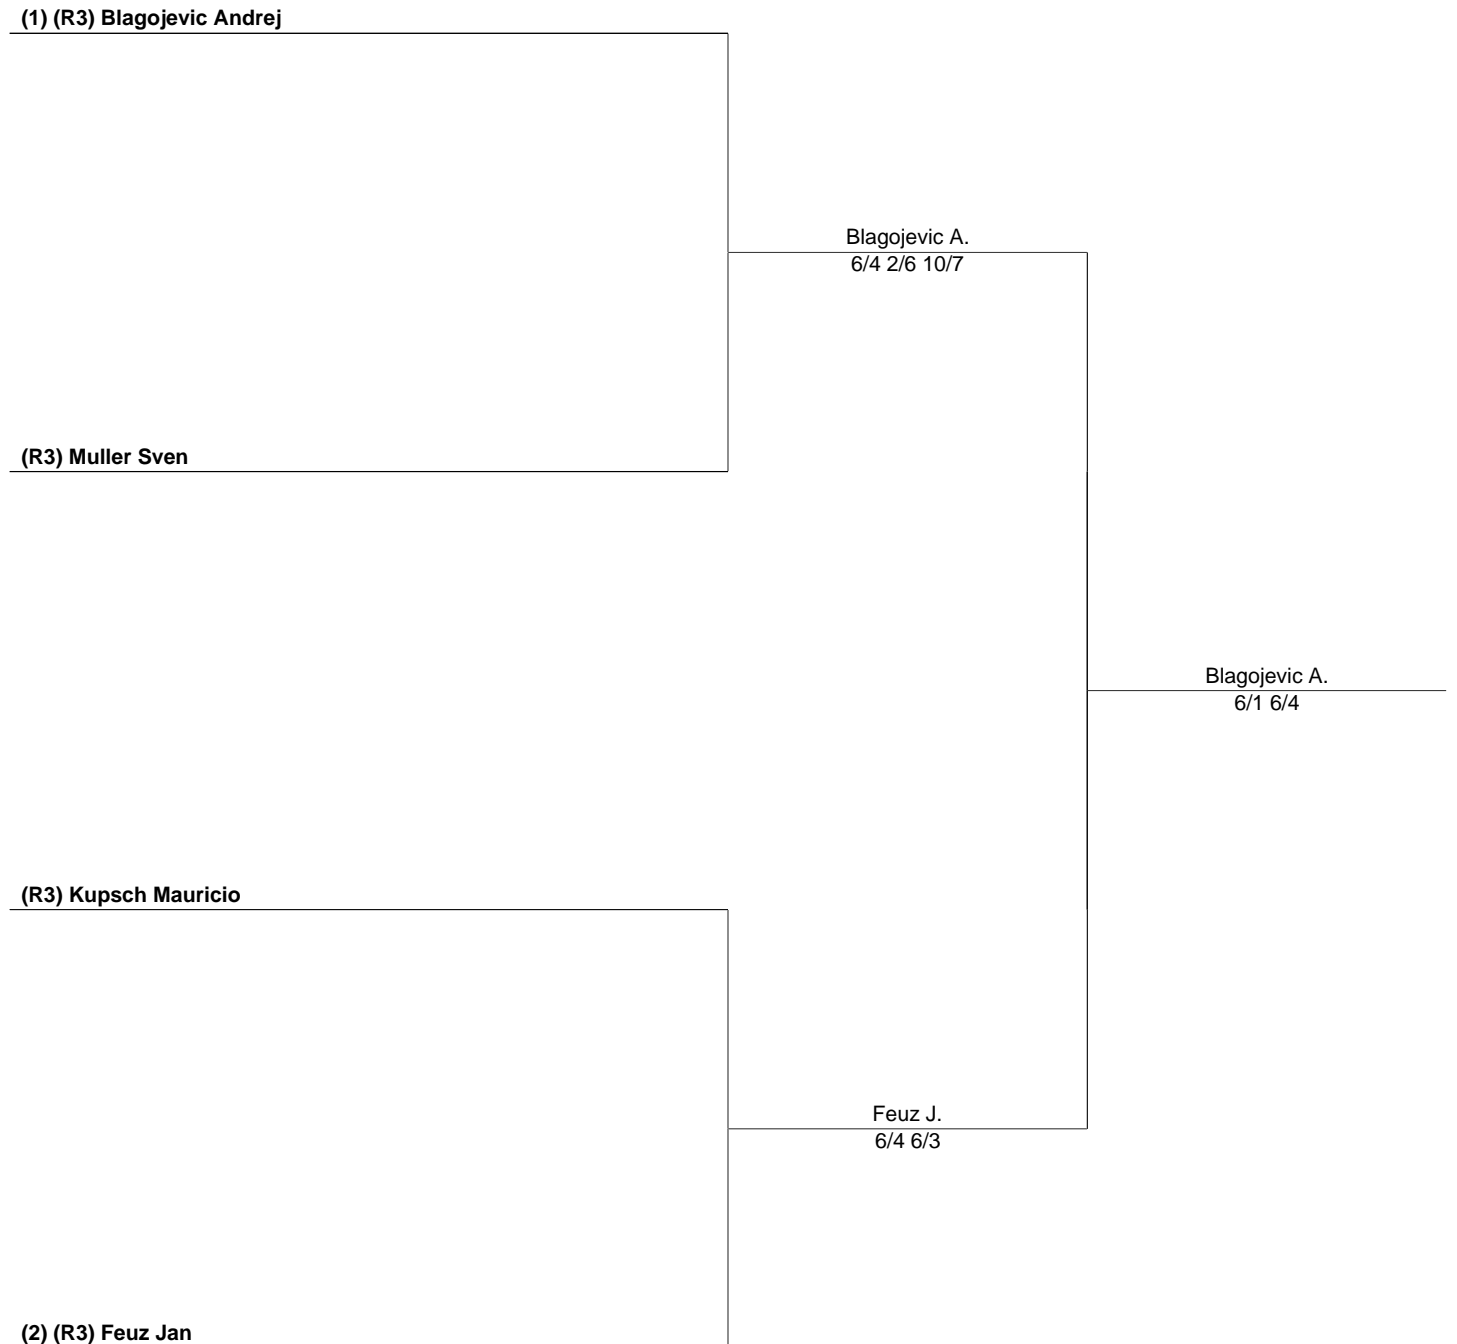 (1) (R3) Blagojevic Andrej
Blagojevic A.
6/4 2/6 10/7
(R3) Muller Sven
Blagojevic A.
6/1 6/4
(R3) Kupsch Mauricio
Feuz J.
6/4 6/3
(2) (R3) Feuz Jan